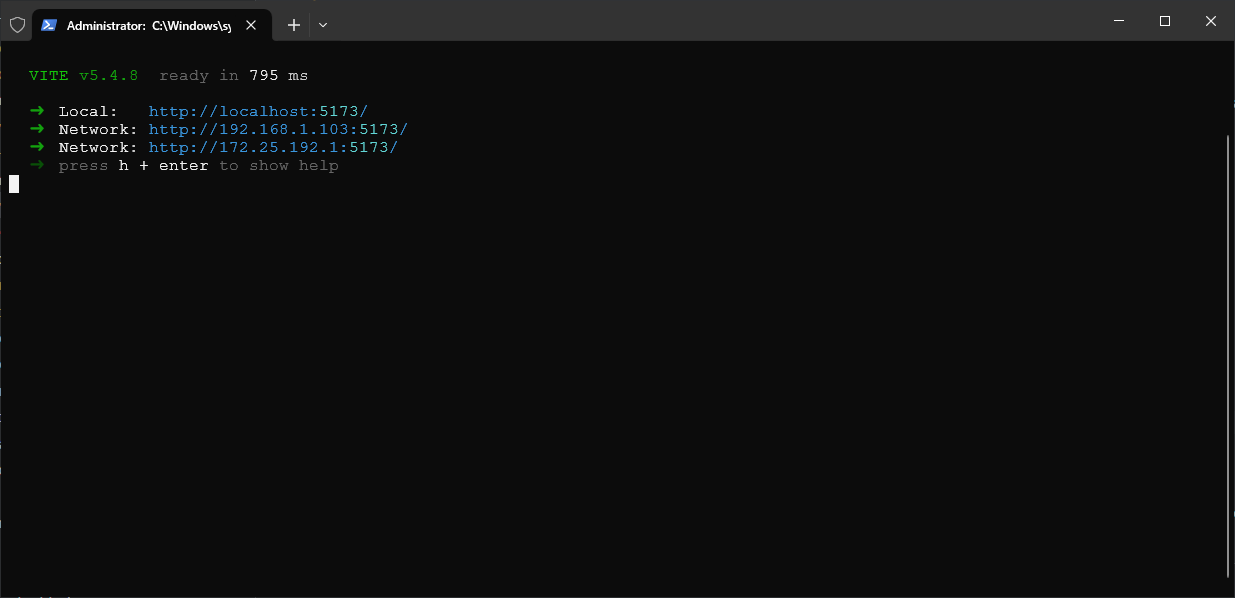 Administrator: C:\Windows\sy
VITE v5.4.8 ready in 795 ms
➜ Local: http://localhost:5173/
➜ Network: http://192.168.1.103:5173/
➜ Network: http://172.25.192.1:5173/
➜ press h + enter to show help